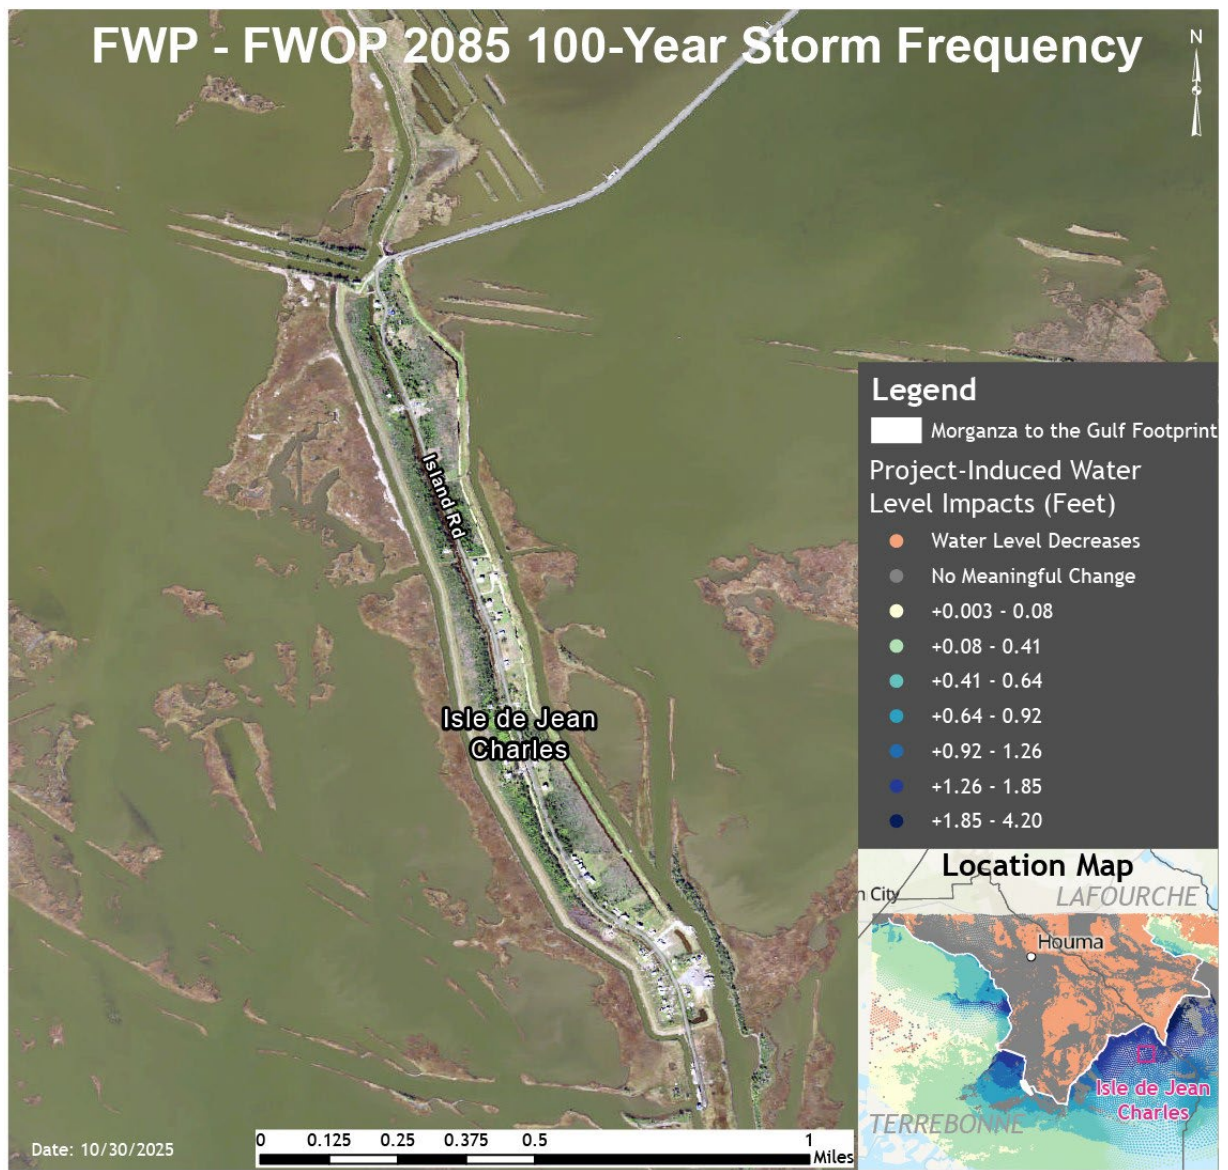 FWP - FWOP 2085 100-Year Storm Frequency
N
Island Rd
Isle de Jean
Charles
Legend
Morganza to the Gulf Footprint
Project-Induced Water
Level Impacts (Feet)
Water Level Decreases
No Meaningful Change
+0.003 - 0.08
+0.08 - 0.41
+0.41 - 0.64
+0.64 - 0.92
+0.92 - 1.26
+1.26 - 1.85
+1.85 - 4.20
Location Map
n City
LAFOURCHE
Houma
Isle de Jean
Charles
TERREBONNE
Date: 10/30/2025
0 0.125 0.25 0.375 0.5 1
Miles